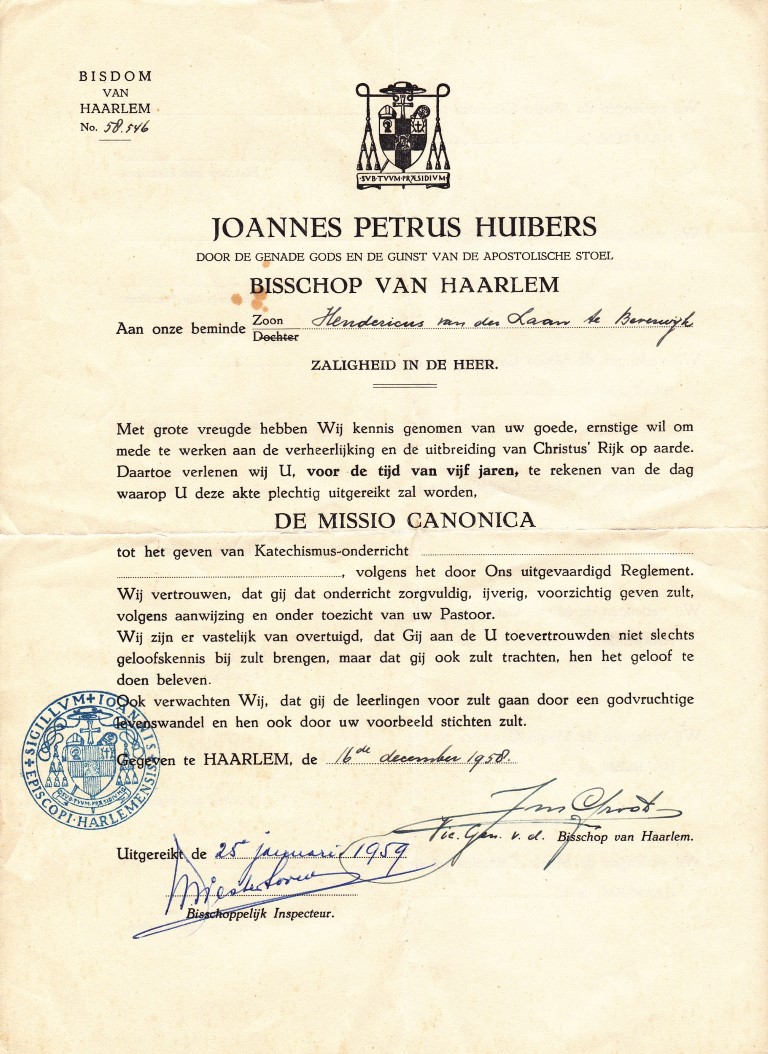 BISDOM
VAN
HAARLEM
No. 58.546
SVB·TVVM·PRÆSIDIVM
JOANNES PETRUS HUIBERS
DOOR DE GENADE GODS EN DE GUNST VAN DE APOSTOLISCHE STOEL
BISSCHOP VAN HAARLEM
Aan onze beminde Zoon Hendericus van der Laan te Beverwijk
Dochter
ZALIGHEID IN DE HEER.
Met grote vreugde hebben Wij kennis genomen van uw goede, ernstige wil om
mede te werken aan de verheerlijking en de uitbreiding van Christus' Rijk op aarde.
Daartoe verlenen wij U, voor de tijd van vijf jaren, te rekenen van de dag
waarop U deze akte plechtig uitgereikt zal worden,
DE MISSIO CANONICA
tot het geven van Katechismus-onderricht
, volgens het door Ons uitgevaardigd Reglement.
Wij vertrouwen, dat gij dat onderricht zorgvuldig, ijverig, voorzichtig geven zult,
volgens aanwijzing en onder toezicht van uw Pastoor.
Wij zijn er vastelijk van overtuigd, dat Gij aan de U toevertrouwden niet slechts
geloofskennis bij zult brengen, maar dat gij ook zult trachten, hen het geloof te
doen beleven.
Ook verwachten Wij, dat gij de leerlingen voor zult gaan door een godvruchtige
levenswandel en hen ook door uw voorbeeld stichten zult.
SIGILLVM IOANNIS EPISCOPI HARLEMENSIS
SVB·TVVM·PRÆSIDIVM
Gegeven te HAARLEM, de 16de december 1958.
Vic. Gen. v. d. Bisschop van Haarlem.
Uitgereikt de 25 januari 1959
Bisschoppelijk Inspecteur.